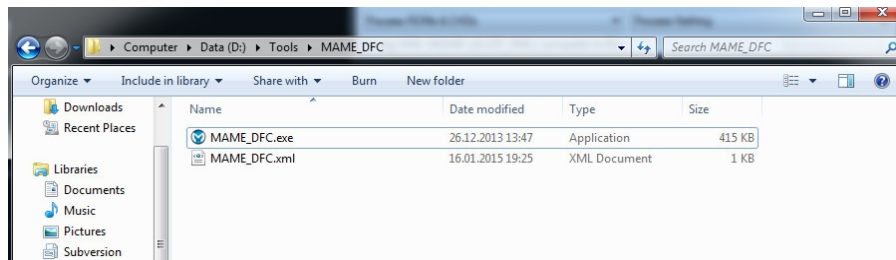 Computer Data (D:) Tools MAME_DFC Search MAME_DFC
Organize Include in library Share with Burn New folder
Downloads
Recent Places
Libraries
Documents
Music
Pictures
Subversion
Name Date modified Type Size
MAME_DFC.exe 26.12.2013 13:47 Application 415 KB
MAME_DFC.xml 16.01.2015 19:25 XML Document 1 KB